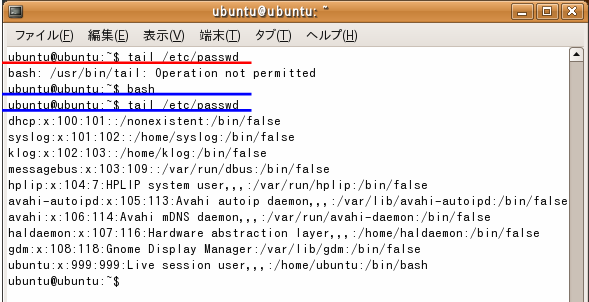 ubuntu@ubuntu: ~
ファイル(F) 編集(E) 表示(V) 端末(T) タブ(T) ヘルプ(H)
ubuntu@ubuntu:~$ tail /etc/passwd
bash: /usr/bin/tail: Operation not permitted
ubuntu@ubuntu:~$ bash
ubuntu@ubuntu:~$ tail /etc/passwd
dhcp:x:100:101::/nonexistent:/bin/false
syslog:x:101:102::/home/syslog:/bin/false
klog:x:102:103::/home/klog:/bin/false
messagebus:x:103:109::/var/run/dbus:/bin/false
hplip:x:104:7:HPLIP system user,,,:/var/run/hplip:/bin/false
avahi-autoipd:x:105:113:Avahi autoip daemon,,,:/var/lib/avahi-autoipd:/bin/false
avahi:x:106:114:Avahi mDNS daemon,,,:/var/run/avahi-daemon:/bin/false
haldaemon:x:107:116:Hardware abstraction layer,,,:/home/haldaemon:/bin/false
gdm:x:108:118:Gnome Display Manager:/var/lib/gdm:/bin/false
ubuntu:x:999:999:Live session user,,,:/home/ubuntu:/bin/bash
ubuntu@ubuntu:~$